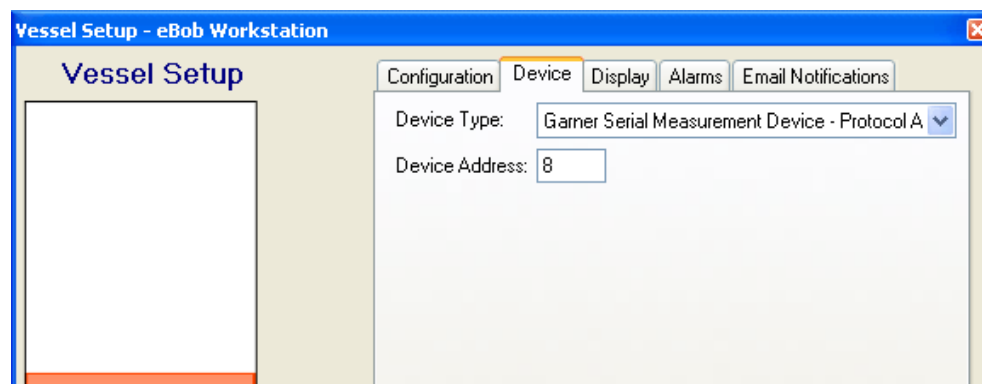 Vessel Setup - eBob Workstation
Vessel Setup
Configuration Device Display Alarms Email Notifications
Device Type: Garner Serial Measurement Device - Protocol A
Device Address: 8